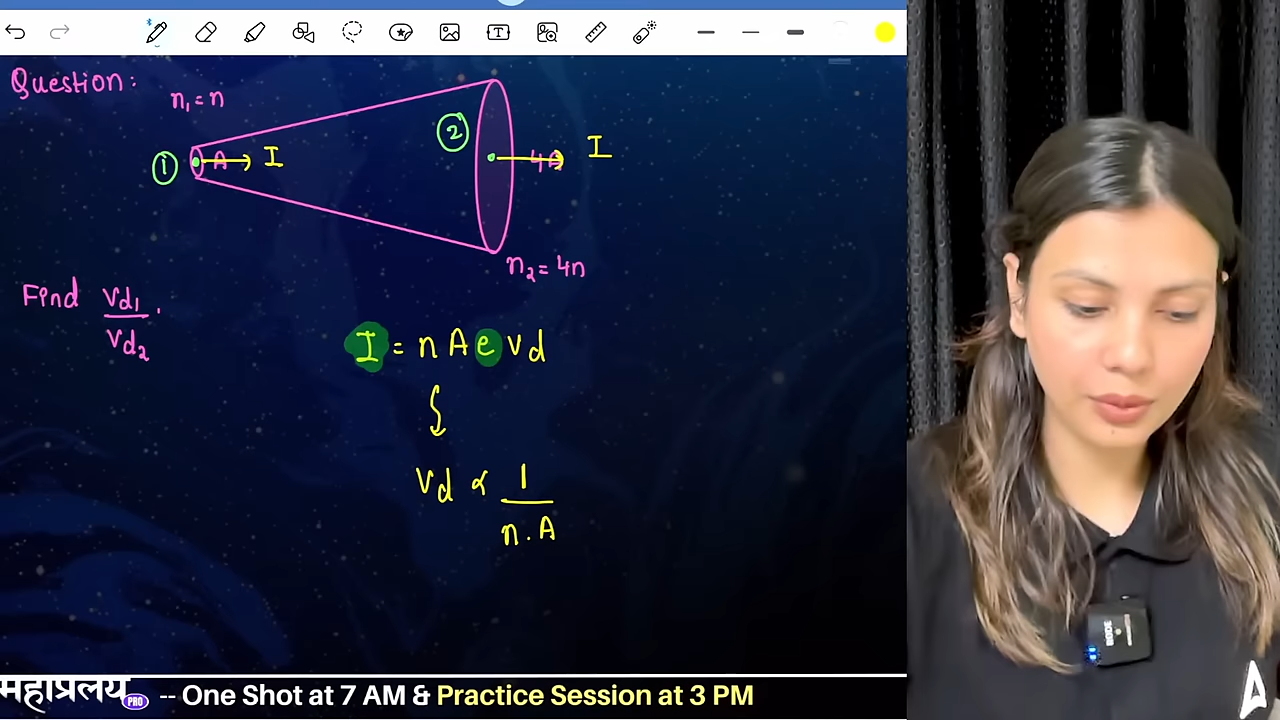 Question:
n₁ = n
① A I
② 4A I
n₂ = 4n
Find Vd₁ / Vd₂ .
I = n A e Vd
Vd ∝ 1 / n.A
RODE
महाप्रलय PRO -- One Shot at 7 AM & Practice Session at 3 PM